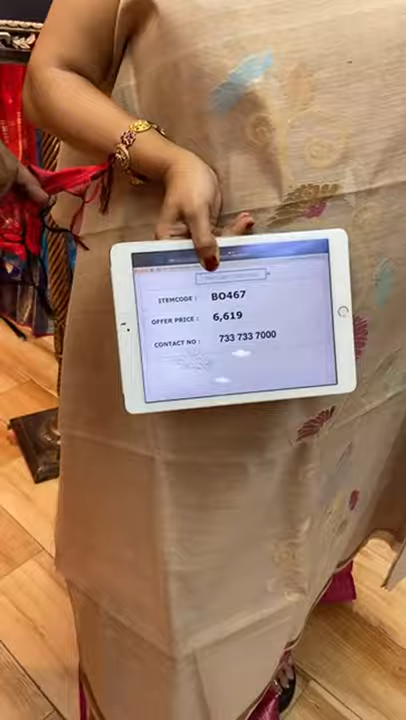 ITEMCODE : BO467
OFFER PRICE : 6,619
CONTACT NO : 733 733 7000